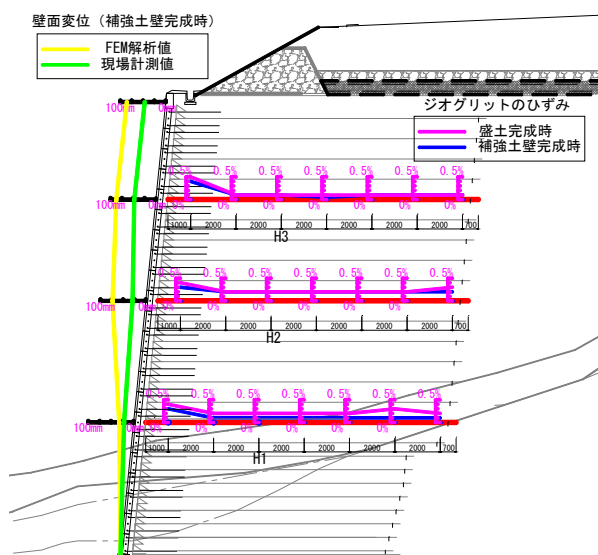 壁面変位（補強土壁完成時）
FEM解析値
現場計測値
ジオグリットのひずみ
盛土完成時
補強土壁完成時
100mm 0mm
0.5% 0.5% 0.5% 0.5% 0.5% 0.5% 0.5%
100mm 0mm 0% 0% 0% 0% 0% 0% 0%
1000 2000 2000 2000 2000 2000 2000 700
H3
0.5% 0.5% 0.5% 0.5% 0.5% 0.5% 0.5%
100mm 0mm 0% 0% 0% 0% 0% 0% 0%
1000 2000 2000 2000 2000 2000 2000 700
H2
0.5% 0.5% 0.5% 0.5% 0.5% 0.5% 0.5%
100mm 0mm 0% 0% 0% 0% 0% 0% 0%
1000 2000 2000 2000 2000 2000 2000 700
H1